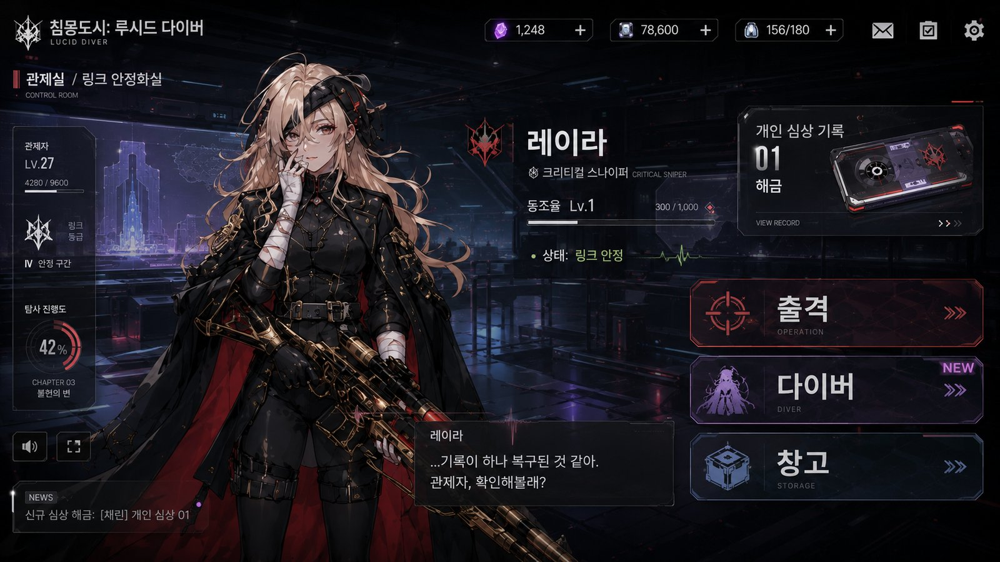 침몽도시: 루시드 다이버
LUCID DIVER
1,248 +
78,600 +
156/180 +
관제실 / 링크 안정화실
CONTROL ROOM
관제자
LV.27
4280 / 9600
링크
등급
IV 안정 구간
탐사 진행도
42%
CHAPTER 03
불헌의 변
레이라
크리티컬 스나이퍼 CRITICAL SNIPER
동조율 Lv.1
300 / 1,000
상태: 링크 안정
개인 심상 기록
01
해금
VIEW RECORD
출격
OPERATION
NEW
다이버
DIVER
창고
STORAGE
레이라
...기록이 하나 복구된 것 같아.
관제자, 확인해볼래?
NEWS
신규 심상 해금: [채린] 개인 심상 01